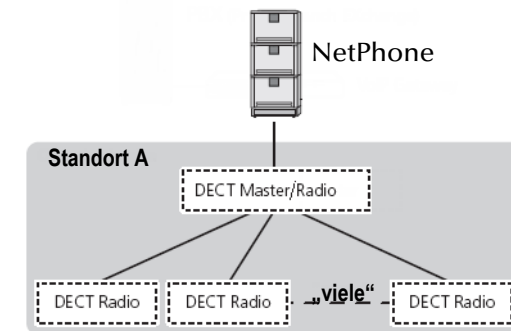 NetPhone
Standort A
DECT Master/Radio
DECT Radio
DECT Radio
„viele“
DECT Radio